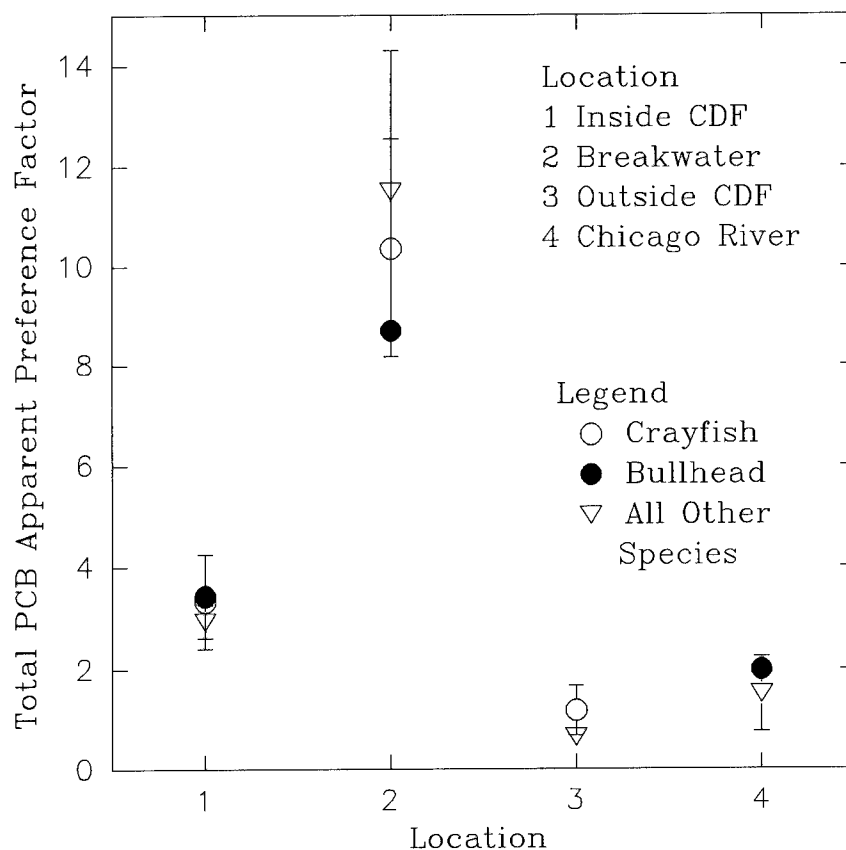 Total PCB Apparent Preference Factor
14
12
10
8
6
4
2
0
Location
1 Inside CDF
2 Breakwater
3 Outside CDF
4 Chicago River
Legend
Crayfish
Bullhead
All Other
Species
1 2 3 4
Location